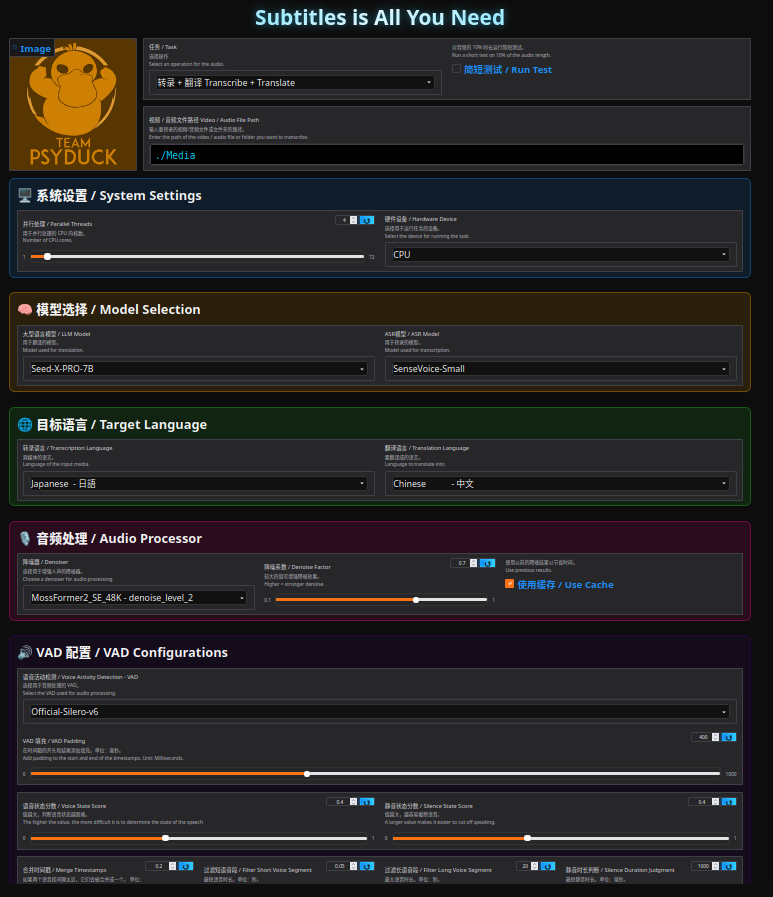 Subtitles is All You Need
Image
TEAM
PSYDUCK
任务 / Task
选择操作
Select an operation for the audio.
转录 + 翻译 Transcribe + Translate
对音频的 10% 时长运行简短测试。
Run a short test on 10% of the audio length.
简短测试 / Run Test
视频 / 音频文件路径 Video / Audio File Path
输入要转录的视频/音频文件或文件夹的路径。
Enter the path of the video / audio file or folder you want to transcribe.
./Media
🖥️ 系统设置 / System Settings
并行处理 / Parallel Threads
用于并行处理的 CPU 内核数。
Number of CPU cores.
4
↺
1
72
硬件设备 / Hardware Device
选择用于运行任务的设备。
Select the device for running the task.
CPU
🧠 模型选择 / Model Selection
大型语言模型 / LLM Model
用于翻译的模型。
Model used for translation.
Seed-X-PRO-7B
ASR模型 / ASR Model
用于转录的模型。
Model used for transcription.
SenseVoice-Small
🌐 目标语言 / Target Language
转录语言 / Transcription Language
源媒体的语言。
Language of the input media.
Japanese - 日語
翻译语言 / Translation Language
要翻译成的语言。
Language to translate into.
Chinese - 中文
🎙️ 音频处理 / Audio Processor
降噪器 / Denoiser
选择用于增强人声的降噪器。
Choose a denoiser for audio processing.
MossFormer2_SE_48K - denoise_level_2
降噪系数 / Denoise Factor
较大的值可增强降噪效果。
Higher = stronger denoise.
0.7
↺
0.1
1
使用以前的降噪结果以节省时间。
Use previous results.
使用缓存 / Use Cache
🔊 VAD 配置 / VAD Configurations
语音活动检测 / Voice Activity Detection - VAD
选择用于音频处理的 VAD。
Select the VAD used for audio processing.
Official-Silero-v6
VAD 填充 / VAD Padding
在时间戳的开头和结尾添加填充。单位：毫秒。
Add padding to the start and end of the timestamps. Unit: Milliseconds.
400
↺
0
1000
语音状态分数 / Voice State Score
值越大，判断语音状态越困难。
The higher the value, the more difficult it is to determine the state of the speech
0.4
↺
0
1
静音状态分数 / Silence State Score
值越大，越容易截断语音。
A larger value makes it easier to cut off speaking.
0.4
↺
0
1
合并时间戳 / Merge Timestamps
如果两个语音段间隔太近，它们会被合并成一个。 单位:
0.2
↺
过滤短语音段 / Filter Short Voice Segment
最短语音时长。单位：秒。
0.05
↺
过滤长语音段 / Filter Long Voice Segment
最大语音时长。单位：秒。
20
↺
静音时长判断 / Silence Duration Judgment
最短静音时长。单位：毫秒。
1000
↺